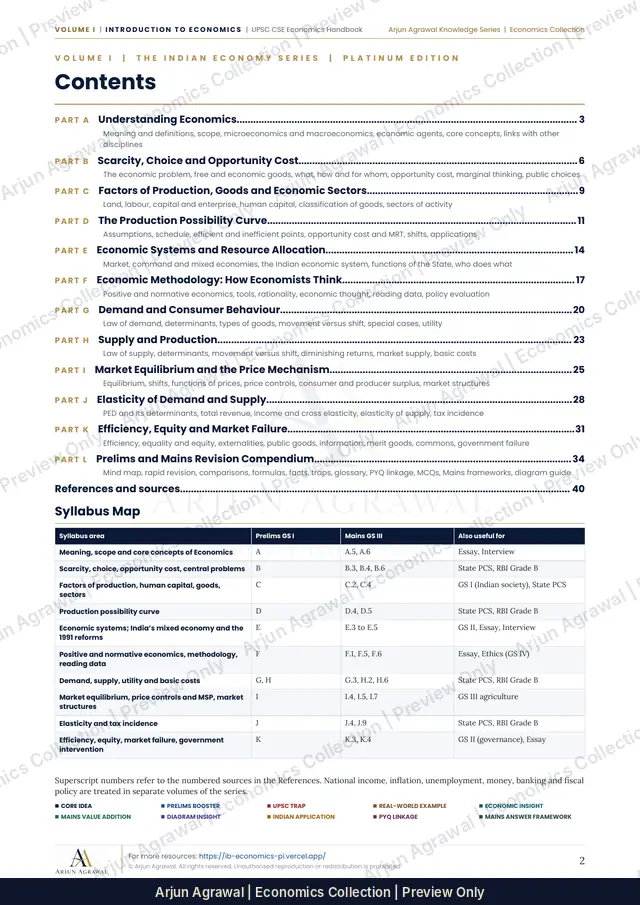 VOLUME I | INTRODUCTION TO ECONOMICS | UPSC CSE Economics Handbook
Arjun Agrawal Knowledge Series | Economics Collection
VOLUME I | THE INDIAN ECONOMY SERIES | PLATINUM EDITION
Contents
PART A Understanding Economics 3
Meaning and definitions, scope, microeconomics and macroeconomics, economic agents, core concepts, links with other
disciplines
PART B Scarcity, Choice and Opportunity Cost 6
The economic problem, free and economic goods, what, how and for whom, opportunity cost, marginal thinking, public choices
PART C Factors of Production, Goods and Economic Sectors 9
Land, labour, capital and enterprise, human capital, classification of goods, sectors of activity
PART D The Production Possibility Curve 11
Assumptions, schedule, efficient and inefficient points, opportunity cost and MRT, shifts, applications
PART E Economic Systems and Resource Allocation 14
Market, command and mixed economies, the Indian economic system, functions of the State, who does what
PART F Economic Methodology: How Economists Think 17
Positive and normative economics, tools, rationality, economic thought, reading data, policy evaluation
PART G Demand and Consumer Behaviour 20
Law of demand, determinants, types of goods, movement versus shift, special cases, utility
PART H Supply and Production 23
Law of supply, determinants, movement versus shift, diminishing returns, market supply, basic costs
PART I Market Equilibrium and the Price Mechanism 25
Equilibrium, shifts, functions of prices, price controls, consumer and producer surplus, market structures
PART J Elasticity of Demand and Supply 28
PED and its determinants, total revenue, income and cross elasticity, elasticity of supply, tax incidence
PART K Efficiency, Equity and Market Failure 31
Efficiency, equality and equity, externalities, public goods, information, merit goods, commons, government failure
PART L Prelims and Mains Revision Compendium 34
Mind map, rapid revision, comparisons, formulas, facts, traps, glossary, PYQ linkage, MCQs, Mains frameworks, diagram guide
References and sources 40
Syllabus Map
Syllabus area | Prelims GS I | Mains GS III | Also useful for
Meaning, scope and core concepts of Economics | A | A.5, A.6 | Essay, Interview
Scarcity, choice, opportunity cost, central problems | B | B.3, B.4, B.6 | State PCS, RBI Grade B
Factors of production, human capital, goods, | C | C.2, C.4 | GS I (Indian society), State PCS
sectors
Production possibility curve | D | D.4, D.5 | State PCS, RBI Grade B
Economic systems; India's mixed economy and the | E | E.3 to E.5 | GS II, Essay, Interview
1991 reforms
Positive and normative economics, methodology, | F | F.1, F.5, F.6 | Essay, Ethics (GS IV)
reading data
Demand, supply, utility and basic costs | G, H | G.3, H.2, H.6 | State PCS, RBI Grade B
Market equilibrium, price controls and MSP, market | I | I.4, I.5, I.7 | GS III agriculture
structures
Elasticity and tax incidence | J | J.4, J.9 | State PCS, RBI Grade B
Efficiency, equity, market failure, government | K | K.3, K.4 | GS II (governance), Essay
intervention
Superscript numbers refer to the numbered sources in the References. National income, inflation, unemployment, money, banking and fiscal
policy are treated in separate volumes of the series.
CORE IDEA PRELIMS BOOSTER UPSC TRAP REAL-WORLD EXAMPLE ECONOMIC INSIGHT
MAINS VALUE ADDITION DIAGRAM INSIGHT INDIAN APPLICATION PYQ LINKAGE MAINS ANSWER FRAMEWORK
ARJUN AGRAWAL
For more resources: https://ib-economics-pi.vercel.app/
© Arjun Agrawal. All rights reserved. Unauthorised reproduction or redistribution is prohibited.
2
Arjun Agrawal | Economics Collection | Preview Only